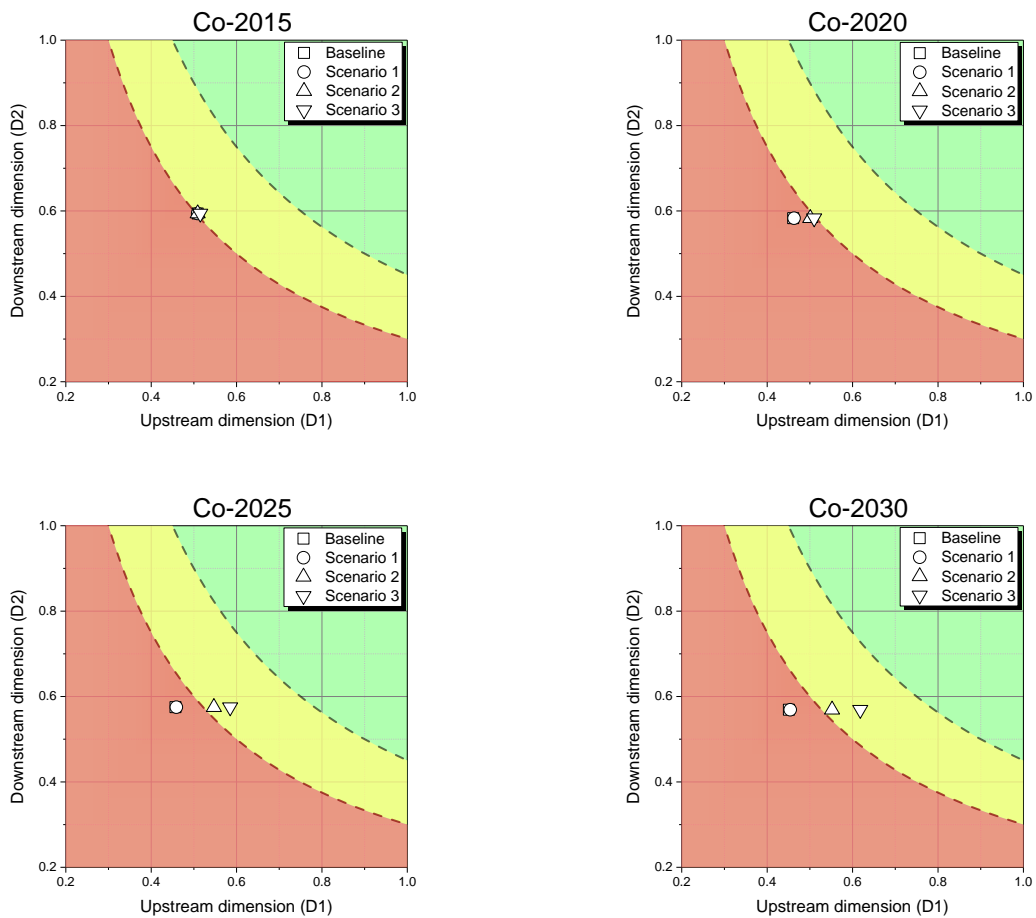 Co-2015
Baseline
Scenario 1
Scenario 2
Scenario 3
Downstream dimension (D2)
1.0
0.8
0.6
0.4
0.2
0.2 0.4 0.6 0.8 1.0
Upstream dimension (D1)
Co-2020
Baseline
Scenario 1
Scenario 2
Scenario 3
Downstream dimension (D2)
1.0
0.8
0.6
0.4
0.2
0.2 0.4 0.6 0.8 1.0
Upstream dimension (D1)
Co-2025
Baseline
Scenario 1
Scenario 2
Scenario 3
Downstream dimension (D2)
1.0
0.8
0.6
0.4
0.2
0.2 0.4 0.6 0.8 1.0
Upstream dimension (D1)
Co-2030
Baseline
Scenario 1
Scenario 2
Scenario 3
Downstream dimension (D2)
1.0
0.8
0.6
0.4
0.2
0.2 0.4 0.6 0.8 1.0
Upstream dimension (D1)